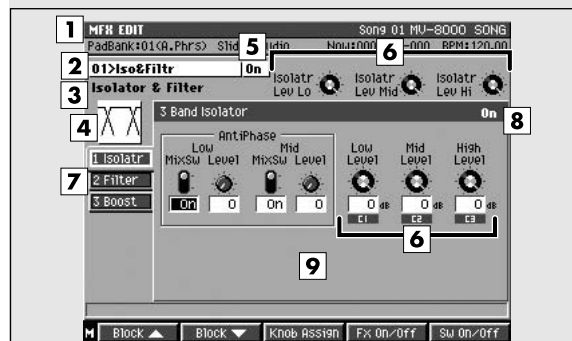 1 MFX EDIT Song 01 MV-8000 SONG
PadBank:01(A.Phrs) 5 BPM:120.00
6
2 01>Iso&Filtr On
Isolatr Lev Lo Isolatr Lev Mid Isolatr Lev Hi
3 Isolator & Filter
3 Band Isolator On 8
4
AntiPhase
Low Mid Low Level Mid Level High Level
MixSw Level MixSw Level
1 Isolatr
7 2 Filter
3 Boost
On 0 On 0 0 dB 0 dB 0 dB
C1 C2 C3
6
9
M Block ▲ Block ▼ Knob Assign Fx On/Off Sw On/Off